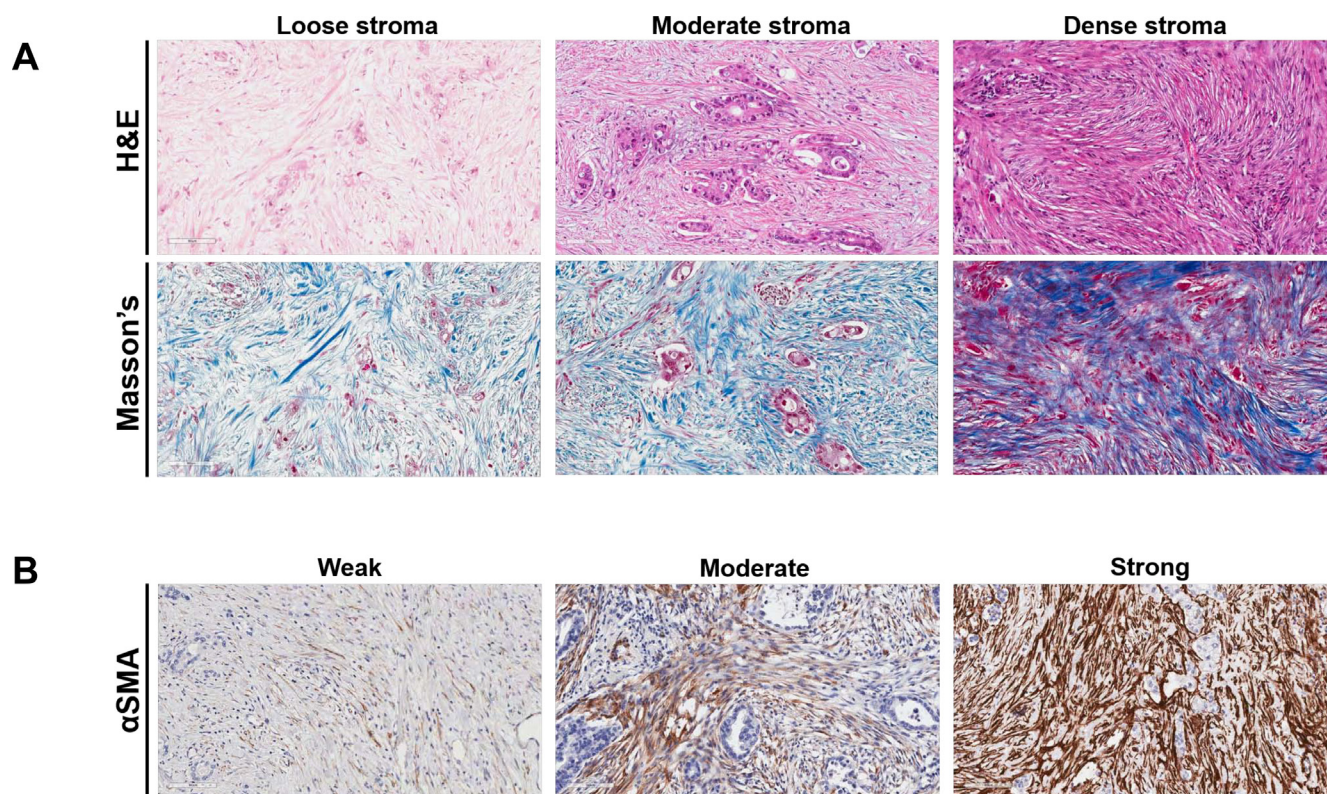 A
Loose stroma
Moderate stroma
Dense stroma
H&E
Masson's
B
Weak
Moderate
Strong
αSMA